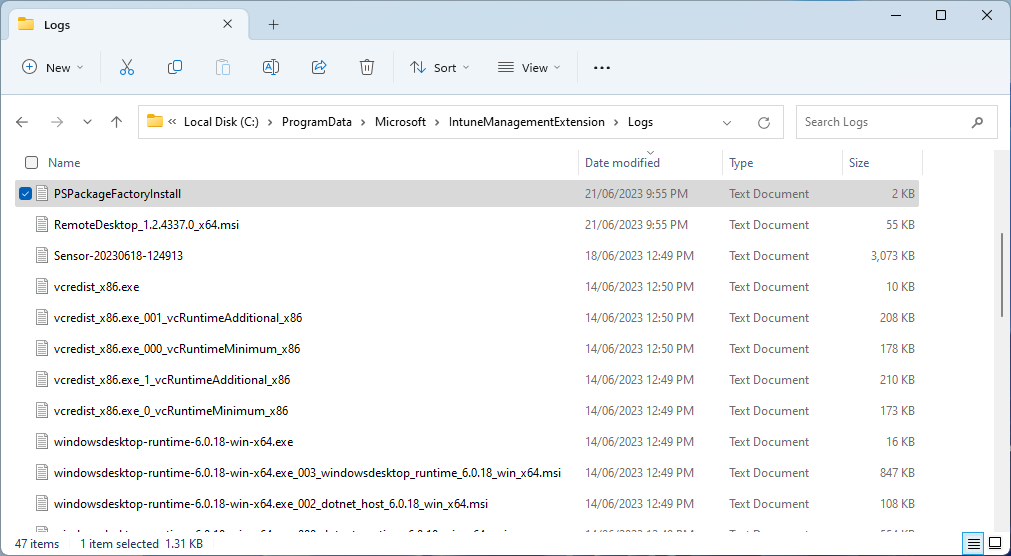 Logs
New Sort View
« Local Disk (C:) > ProgramData > Microsoft > IntuneManagementExtension > Logs Search Logs
Name Date modified Type Size
PSPackageFactoryInstall 21/06/2023 9:55 PM Text Document 2 KB
RemoteDesktop_1.2.4337.0_x64.msi 21/06/2023 9:55 PM Text Document 55 KB
Sensor-20230618-124913 18/06/2023 12:49 PM Text Document 3,073 KB
vcredist_x86.exe 14/06/2023 12:50 PM Text Document 10 KB
vcredist_x86.exe_001_vcRuntimeAdditional_x86 14/06/2023 12:50 PM Text Document 208 KB
vcredist_x86.exe_000_vcRuntimeMinimum_x86 14/06/2023 12:50 PM Text Document 178 KB
vcredist_x86.exe_1_vcRuntimeAdditional_x86 14/06/2023 12:49 PM Text Document 210 KB
vcredist_x86.exe_0_vcRuntimeMinimum_x86 14/06/2023 12:49 PM Text Document 173 KB
windowsdesktop-runtime-6.0.18-win-x64.exe 14/06/2023 12:49 PM Text Document 16 KB
windowsdesktop-runtime-6.0.18-win-x64.exe_003_windowsdesktop_runtime_6.0.18_win_x64.msi 14/06/2023 12:49 PM Text Document 847 KB
windowsdesktop-runtime-6.0.18-win-x64.exe_002_dotnet_host_6.0.18_win_x64.msi 14/06/2023 12:49 PM Text Document 108 KB
47 items 1 item selected 1.31 KB